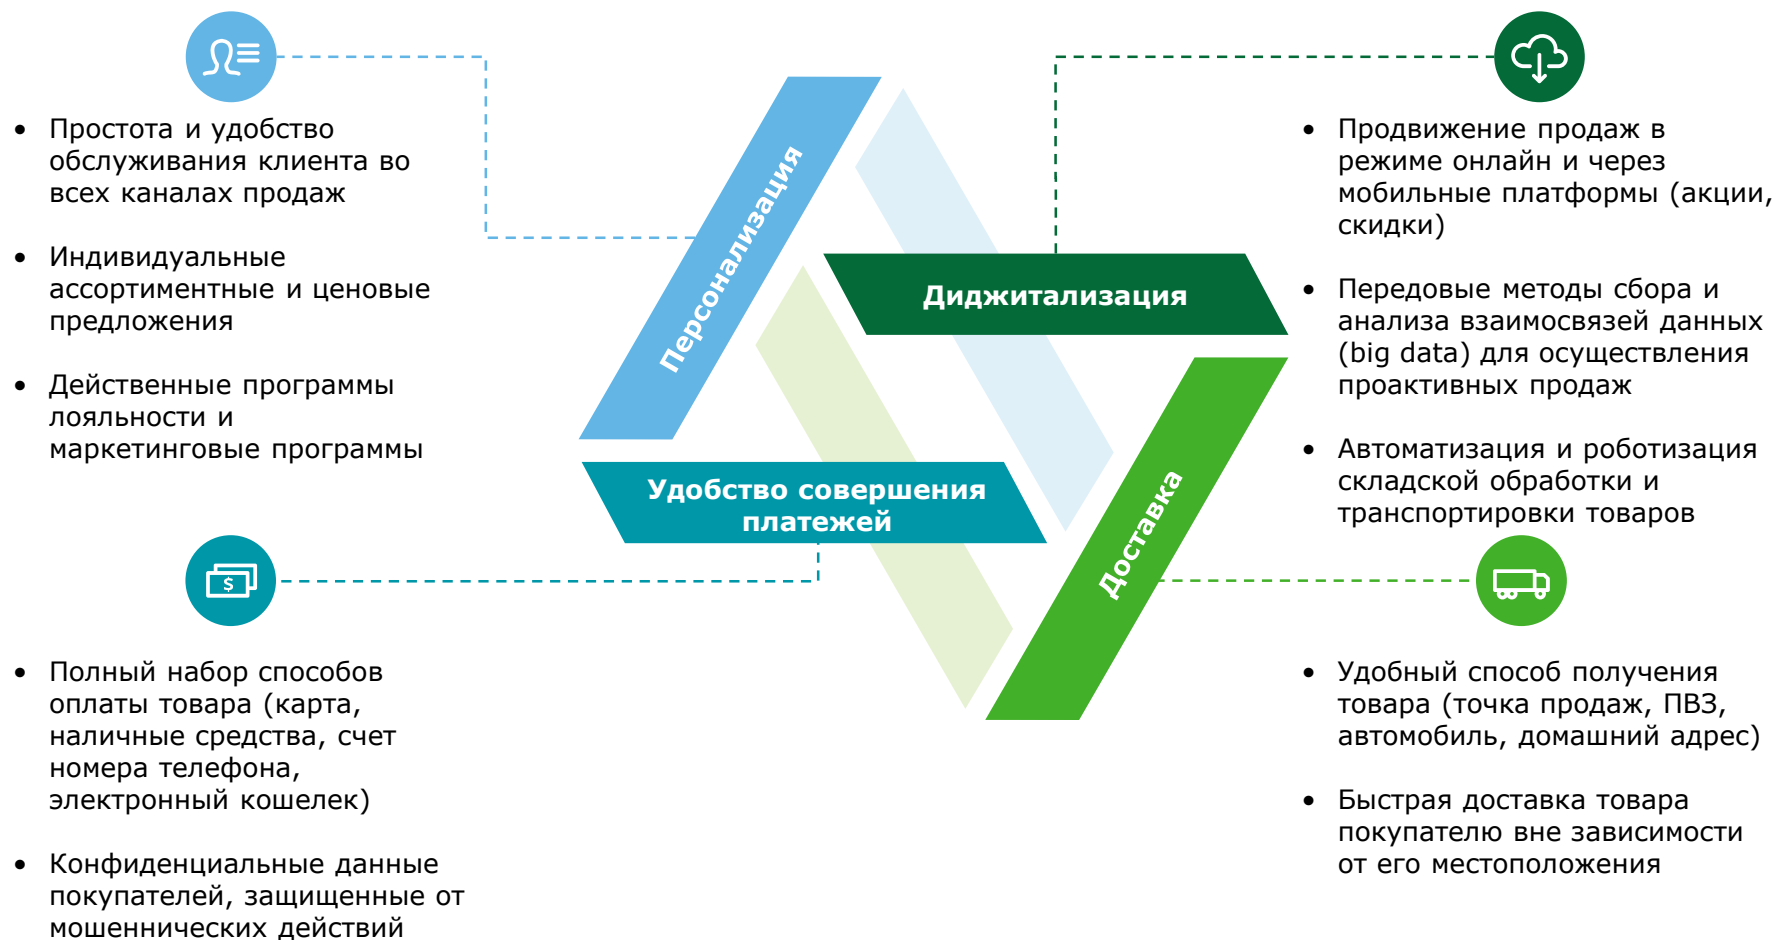 • Простота и удобство
обслуживания клиента во
всех каналах продаж
• Индивидуальные
ассортиментные и ценовые
предложения
• Действенные программы
лояльности и
маркетинговые программы
Персонализация
Диджитализация
• Продвижение продаж в
режиме онлайн и через
мобильные платформы (акции,
скидки)
• Передовые методы сбора и
анализа взаимосвязей данных
(big data) для осуществления
проактивных продаж
• Автоматизация и роботизация
складской обработки и
транспортировки товаров
Удобство совершения
платежей
Доставка
$
• Полный набор способов
оплаты товара (карта,
наличные средства, счет
номера телефона,
электронный кошелек)
• Конфиденциальные данные
покупателей, защищенные от
мошеннических действий
• Удобный способ получения
товара (точка продаж, ПВЗ,
автомобиль, домашний адрес)
• Быстрая доставка товара
покупателю вне зависимости
от его местоположения